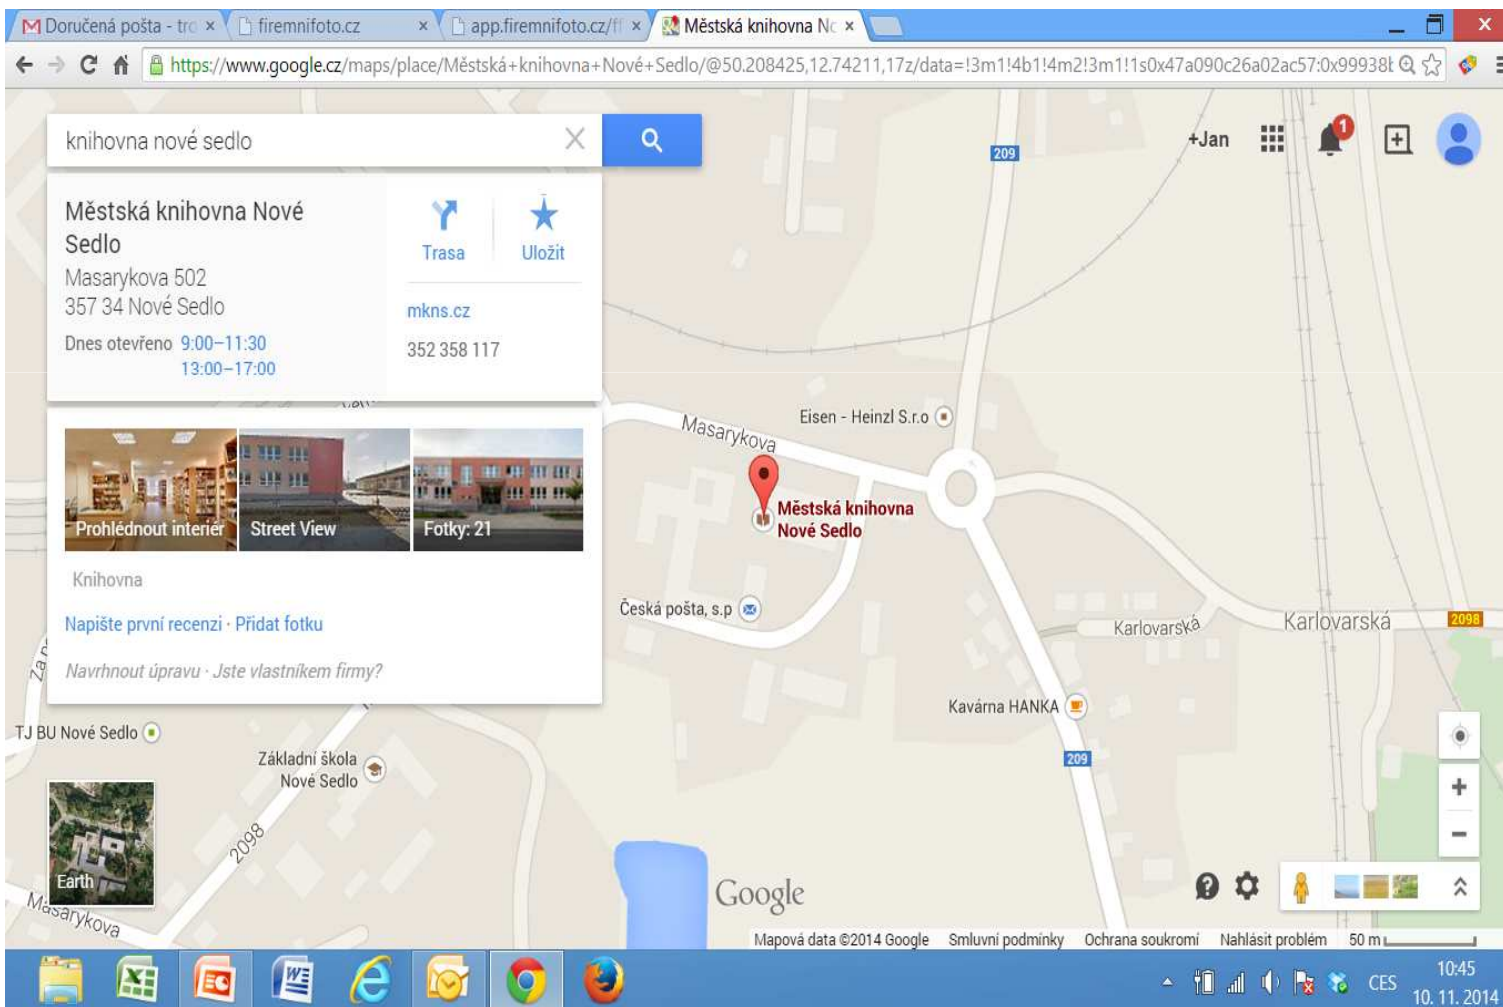 Doručená pošta - tro
firemnifoto.cz
app.firemnifoto.cz/ff
Městská knihovna No
https://www.google.cz/maps/place/Městská+knihovna+Nové+Sedlo/@50.208425,12.74211,17z/data=!3m1!4b1!4m2!3m1!1s0x47a090c26a02ac57:0x99938b
knihovna nové sedlo
+Jan
1
209
Městská knihovna Nové
Sedlo
Masarykova 502
357 34 Nové Sedlo
Dnes otevřeno 9:00–11:30
13:00–17:00
Trasa
Uložit
mkns.cz
352 358 117
Prohlédnout interiér
Street View
Fotky: 21
Knihovna
Napište první recenzi · Přidat fotku
Navrhnout úpravu · Jste vlastníkem firmy?
Masarykova
Eisen - Heinzl S.r.o
Městská knihovna
Nové Sedlo
Česká pošta, s.p
Karlovarská
Karlovarská
2098
Kavárna HANKA
209
TJ BU Nové Sedlo
Základní škola
Nové Sedlo
2098
Earth
Masarykova
Google
Mapová data ©2014 Google
Smluvní podmínky
Ochrana soukromí
Nahlásit problém
50 m
CES
10:45
10. 11. 2014